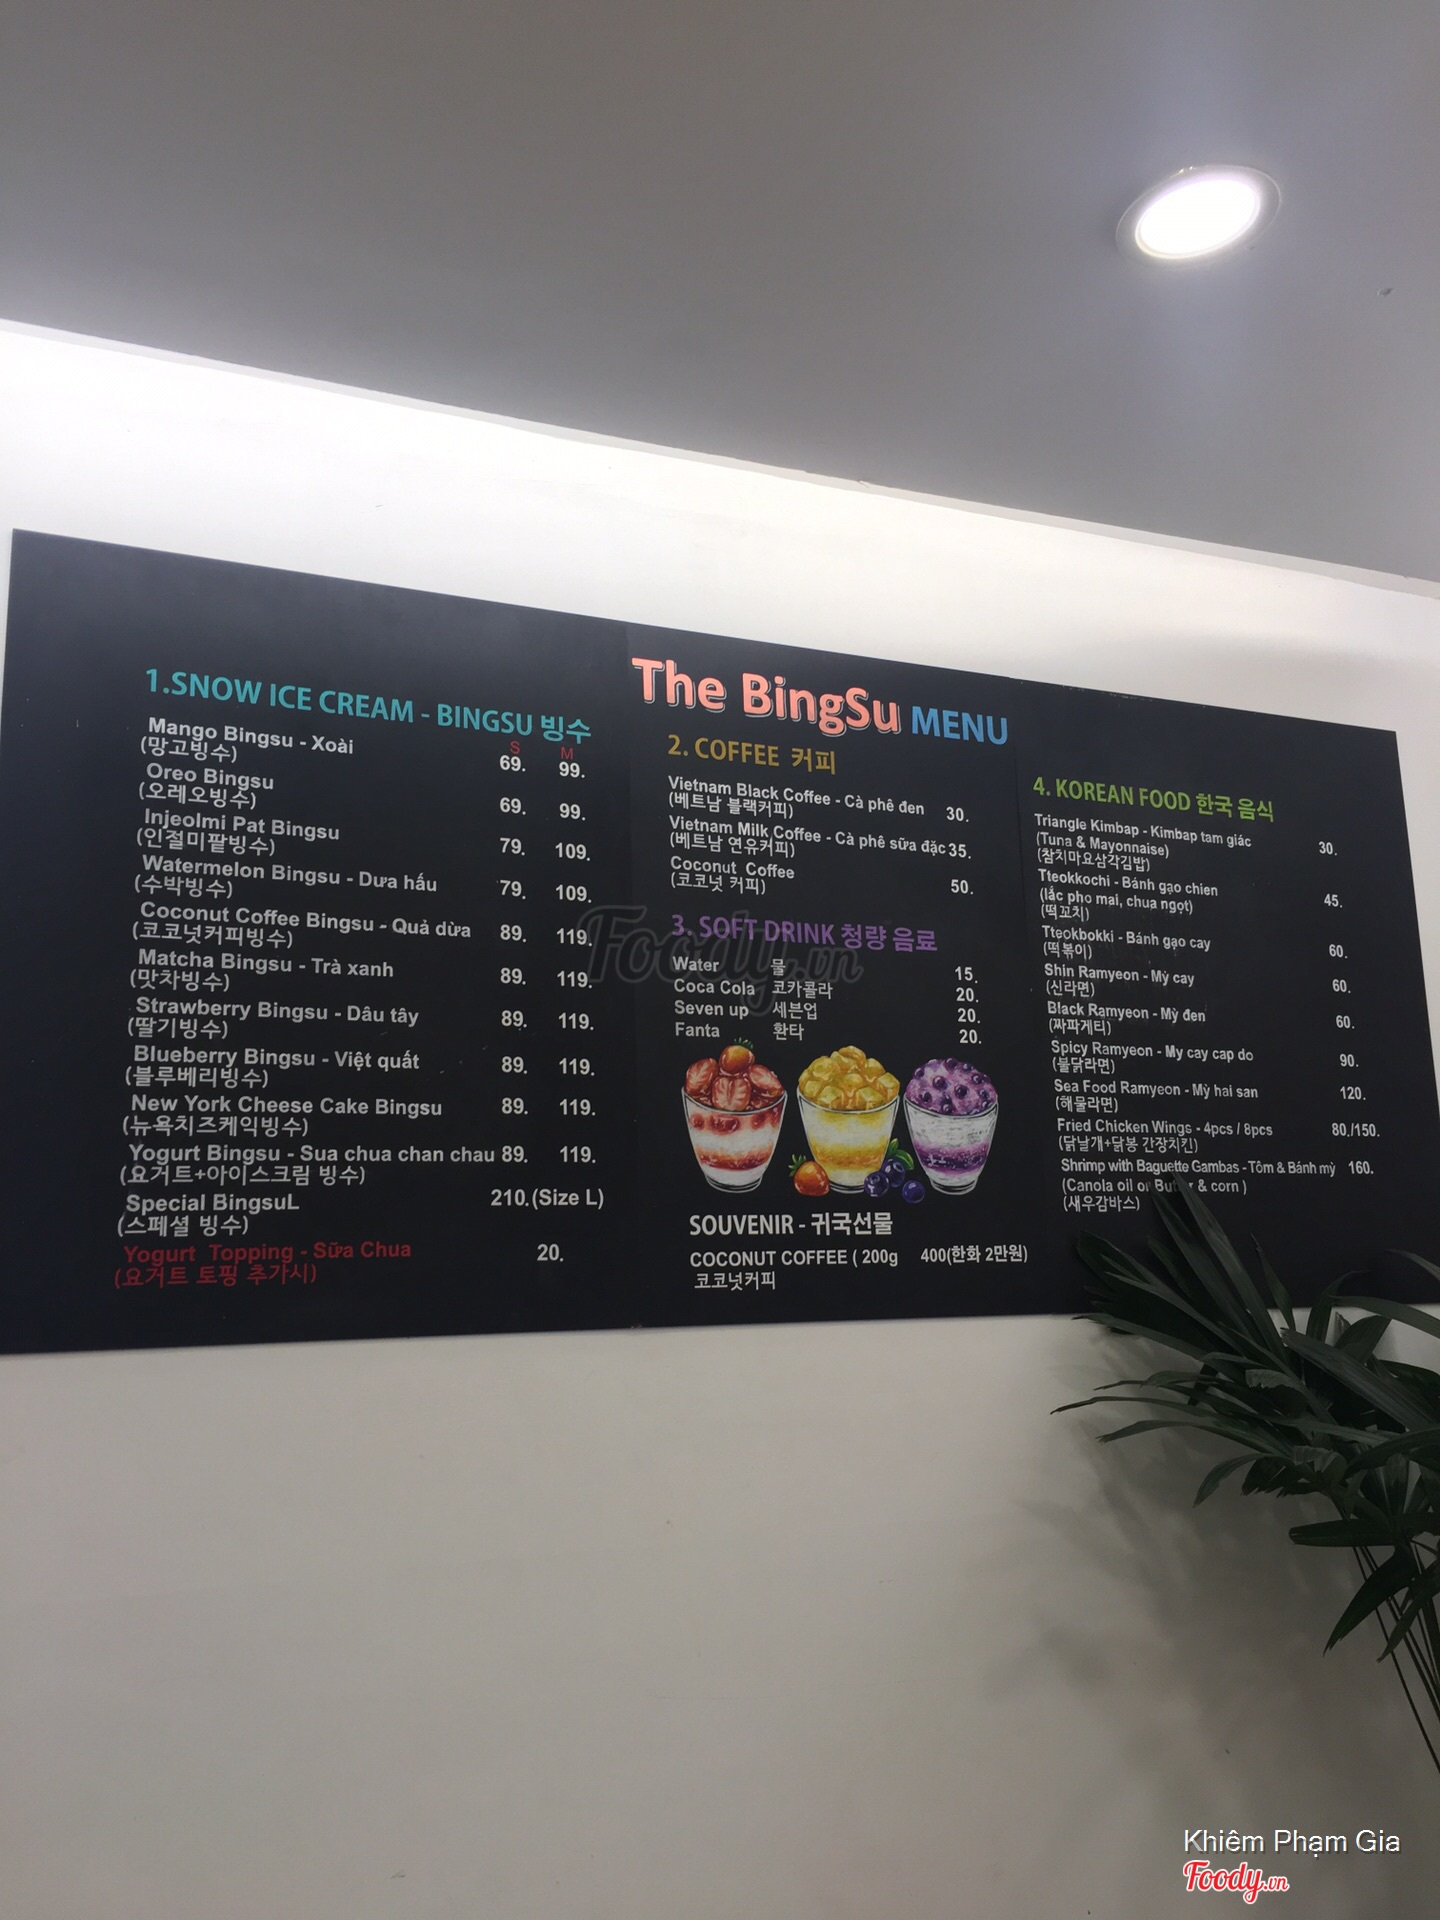 The BingSu MENU
1.SNOW ICE CREAM - BINGSU 빙수
S M
Mango Bingsu - Xoài 69. 99.
(망고빙수)
Oreo Bingsu 69. 99.
(오레오빙수)
Injeolmi Pat Bingsu 79. 109.
(인절미팥빙수)
Watermelon Bingsu - Dưa hấu 79. 109.
(수박빙수)
Coconut Coffee Bingsu - Quả dừa 89. 119.
(코코넛커피빙수)
Matcha Bingsu - Trà xanh 89. 119.
(맛차빙수)
Strawberry Bingsu - Dâu tây 89. 119.
(딸기빙수)
Blueberry Bingsu - Việt quất 89. 119.
(블루베리빙수)
New York Cheese Cake Bingsu 89. 119.
(뉴욕치즈케익빙수)
Yogurt Bingsu - Sua chua chan chau 89. 119.
(요거트+아이스크림 빙수)
Special BingsuL 210.(Size L)
(스페셜 빙수)
Yogurt Topping - Sữa Chua 20.
(요거트 토핑 추가시)
2. COFFEE 커피
Vietnam Black Coffee - Cà phê đen 30.
(베트남 블랙커피)
Vietnam Milk Coffee - Cà phê sữa đặc 35.
(베트남 연유커피)
Coconut Coffee 50.
(코코넛 커피)
3. SOFT DRINK 청량 음료
Water 물 15.
Coca Cola 코카콜라 20.
Seven up 세븐업 20.
Fanta 환타 20.
SOUVENIR - 귀국선물
COCONUT COFFEE ( 200g 400(한화 2만원)
코코넛커피
4. KOREAN FOOD 한국 음식
Triangle Kimbap - Kimbap tam giác 30.
(Tuna & Mayonnaise)
(참치마요삼각김밥)
Tteokkochi - Bánh gạo chien 45.
(lắc pho mai, chua ngọt)
(떡꼬치)
Tteokbokki - Bánh gạo cay 60.
(떡볶이)
Shin Ramyeon - Mỳ cay 60.
(신라면)
Black Ramyeon - Mỳ đen 60.
(짜파게티)
Spicy Ramyeon - My cay cap do 90.
(불닭라면)
Sea Food Ramyeon - Mỳ hai san 120.
(해물라면)
Fried Chicken Wings - 4pcs / 8pcs 80./150.
(닭날개+닭봉 간장치킨)
Shrimp with Baguette Gambas - Tôm & Bánh mỳ 160.
(Canola oil or Butter & corn )
(새우감바스)
Foody.vn
Khiêm Phạm Gia
Foody.vn